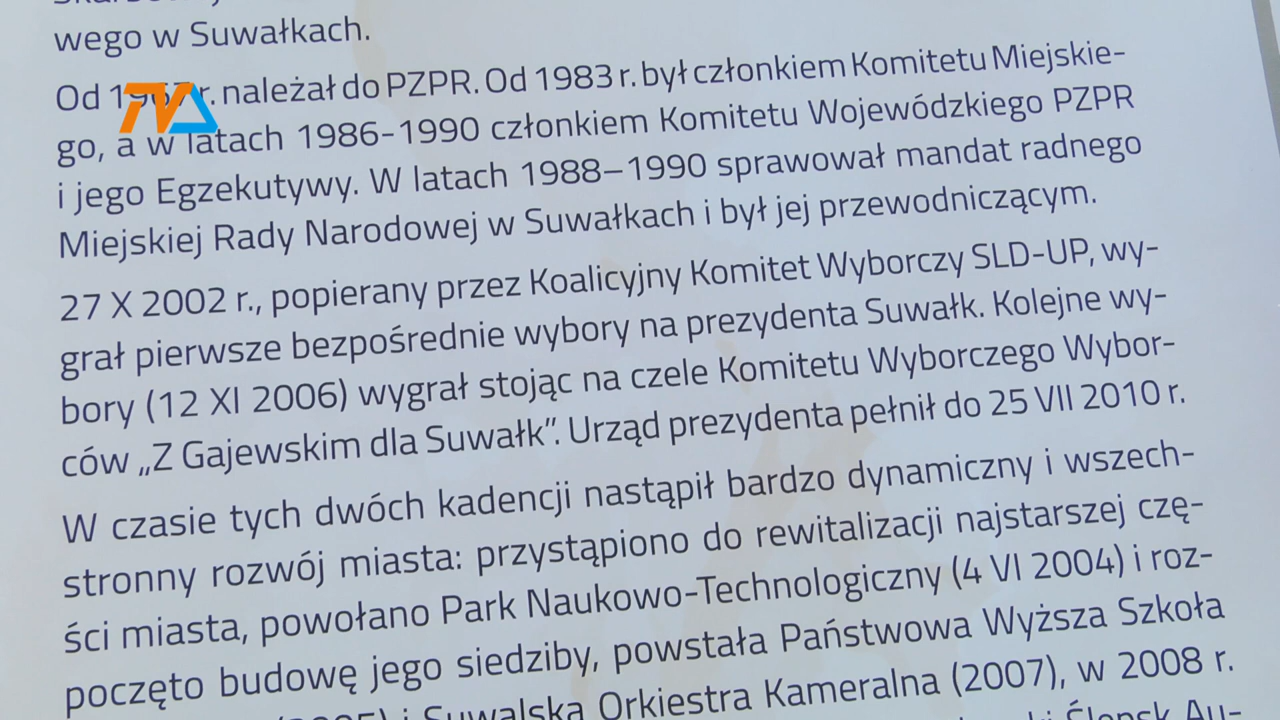 wego w Suwałkach.
Od r. należał do PZPR. Od 1983 r. był członkiem Komitetu Miejskie-
go, a w latach 1986-1990 członkiem Komitetu Wojewódzkiego PZPR
i jego Egzekutywy. W latach 1988–1990 sprawował mandat radnego
Miejskiej Rady Narodowej w Suwałkach i był jej przewodniczącym.
27 X 2002 r., popierany przez Koalicyjny Komitet Wyborczy SLD-UP, wy-
grał pierwsze bezpośrednie wybory na prezydenta Suwałk. Kolejne wy-
bory (12 XI 2006) wygrał stojąc na czele Komitetu Wyborczego Wybor-
ców „Z Gajewskim dla Suwałk”. Urząd prezydenta pełnił do 25 VII 2010 r.
W czasie tych dwóch kadencji nastąpił bardzo dynamiczny i wszech-
stronny rozwój miasta: przystąpiono do rewitalizacji najstarszej czę-
ści miasta, powołano Park Naukowo-Technologiczny (4 VI 2004) i roz-
poczęto budowę jego siedziby, powstała Państwowa Wyższa Szkoła
i Suwalska Orkiestra Kameralna (2007), w 2008 r.